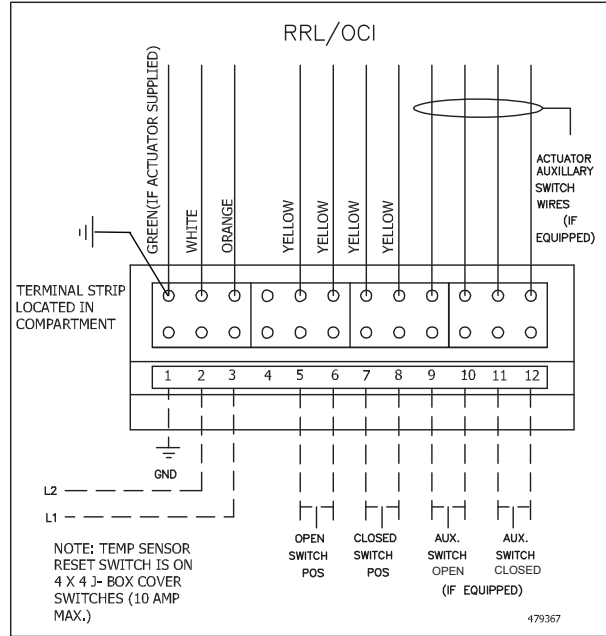 RRL/OCI
GREEN(IF ACTUATOR SUPPLIED)
WHITE
ORANGE
YELLOW
YELLOW
YELLOW
YELLOW
ACTUATOR
AUXILLARY
SWITCH
WIRES
(IF
EQUIPPED)
TERMINAL STRIP
LOCATED IN
COMPARTMENT
1 2 3 4 5 6 7 8 9 10 11 12
GND
L2
L1
OPEN
SWITCH
POS
CLOSED
SWITCH
POS
AUX.
SWITCH
OPEN
AUX.
SWITCH
CLOSED
(IF EQUIPPED)
NOTE: TEMP SENSOR
RESET SWITCH IS ON
4 X 4 J- BOX COVER
SWITCHES (10 AMP
MAX.)
479367